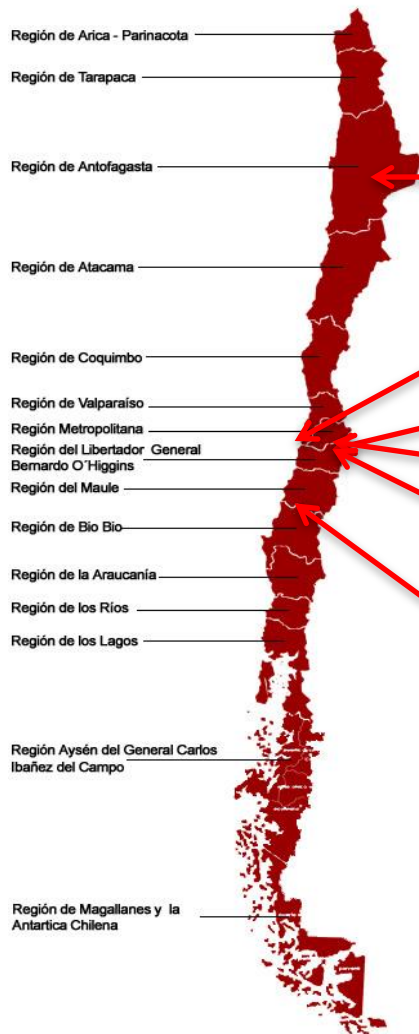 Región de Arica - Parinacota
Región de Tarapaca
Región de Antofagasta
Región de Atacama
Región de Coquimbo
Región de Valparaíso
Región Metropolitana
Región del Libertador General
Bernardo O´Higgins
Región del Maule
Región de Bio Bio
Región de la Araucanía
Región de los Ríos
Región de los Lagos
Región Aysén del General Carlos
Ibañez del Campo
Región de Magallanes y la
Antartica Chilena